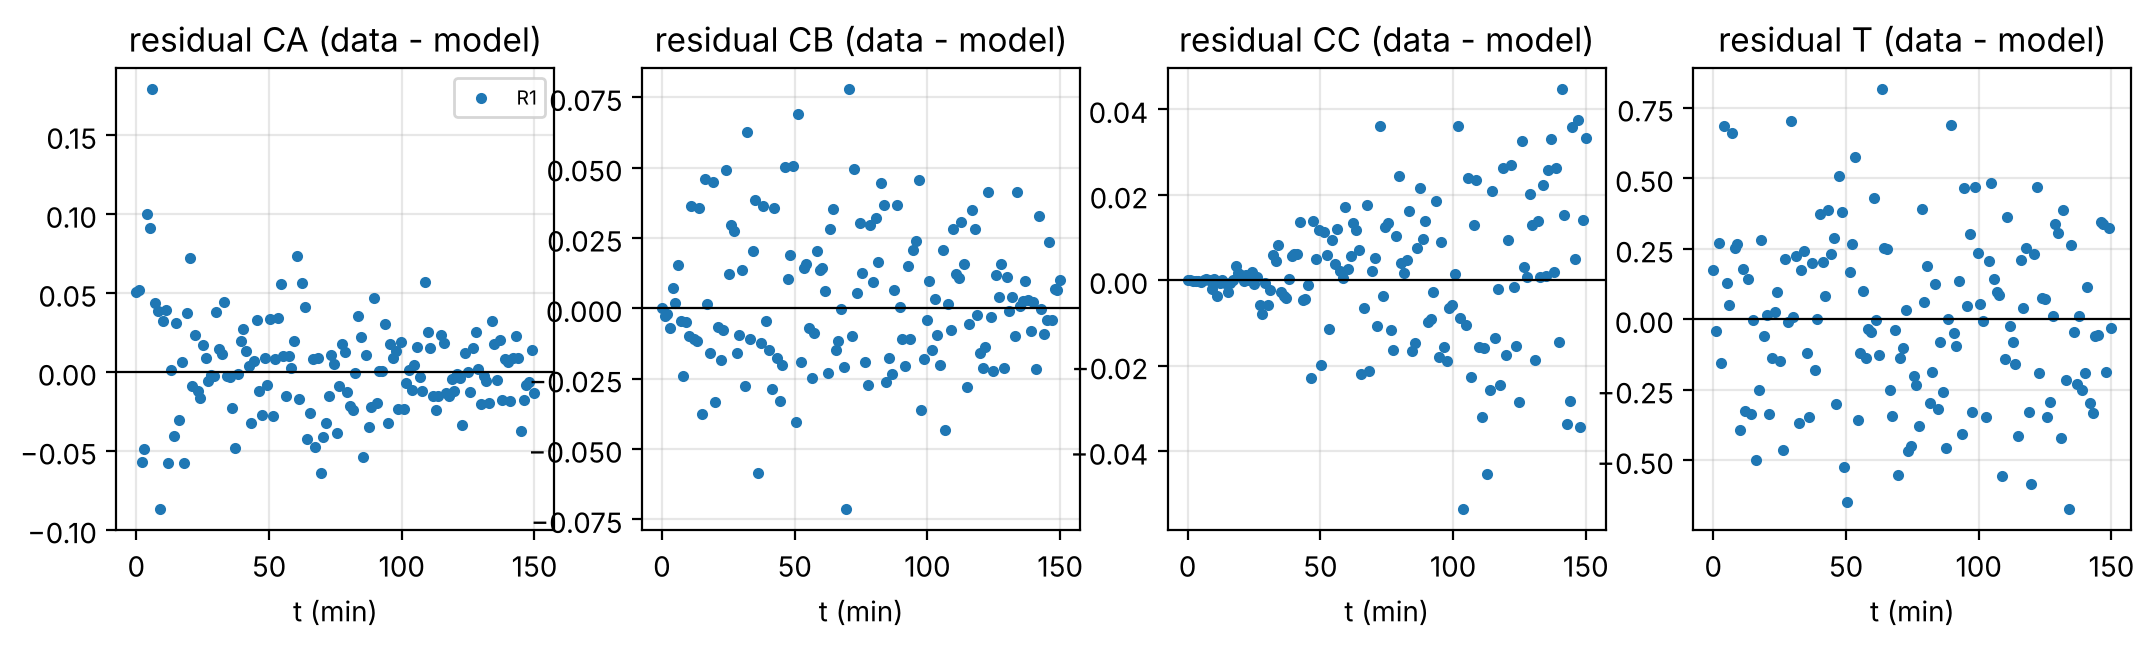 residual CA (data - model)
R1
0.15
0.10
0.05
0.00
−0.05
−0.10
0 50 100 150
t (min)
residual CB (data - model)
0.075
0.050
0.025
0.000
−0.025
−0.050
−0.075
0 50 100 150
t (min)
residual CC (data - model)
0.04
0.02
0.00
−0.02
−0.04
0 50 100 150
t (min)
residual T (data - model)
0.75
0.50
0.25
0.00
−0.25
−0.50
0 50 100 150
t (min)